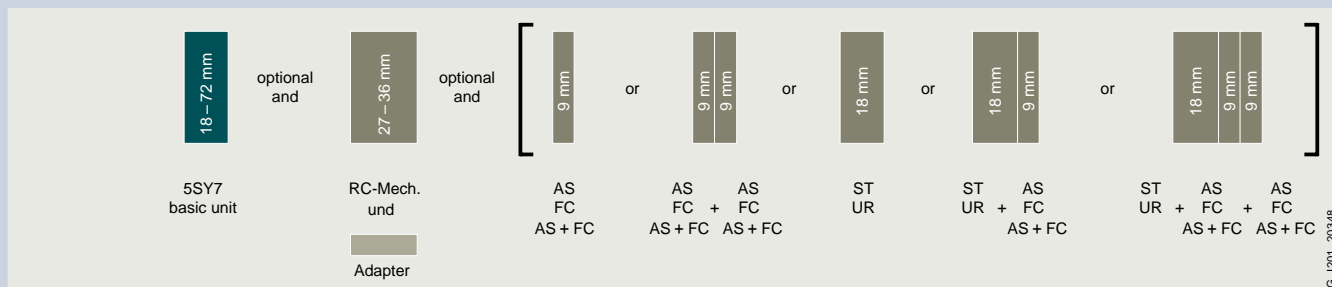 18 – 72 mm
optional
and
27 – 36 mm
optional
and
9 mm
or
9 mm
9 mm
or
18 mm
or
18 mm
9 mm
or
18 mm
9 mm
9 mm
5SY7
basic unit
RC-Mech.
und
Adapter
AS
FC
AS + FC
AS
FC
AS + FC
+
AS
FC
AS + FC
ST
UR
ST
UR
+
AS
FC
AS + FC
ST
UR
+
AS
FC
AS + FC
+
AS
FC
AS + FC
G_I201_20348